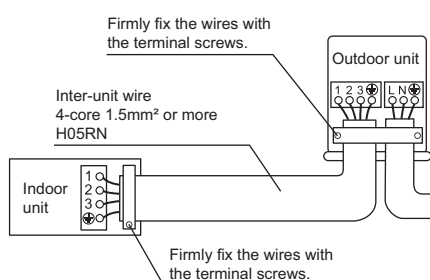 Firmly fix the wires with
the terminal screws.
Outdoor unit
1 2 3 ⏚ L N ⏚
Inter-unit wire
4-core 1.5mm² or more
H05RN
Indoor
unit
1
2
3
⏚
Firmly fix the wires with
the terminal screws.